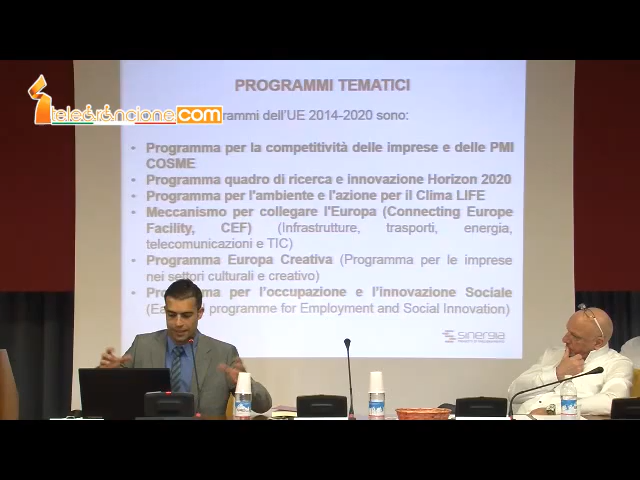 PROGRAMMI TEMATICI
telearancione.com
rammi dell'UE 2014-2020 sono:
• Programma per la competitività delle imprese e delle PMI
COSME
• Programma quadro di ricerca e innovazione Horizon 2020
• Programma per l'ambiente e l'azione per il Clima LIFE
• Meccanismo per collegare l'Europa (Connecting Europe
Facility, CEF) (Infrastrutture, trasporti, energia,
telecomunicazioni e TIC)
• Programma Europa Creativa (Programma per le imprese
nei settori culturali e creativo)
• Pro ma per l'occupazione e l'innovazione Sociale
(Ea programme for Employment and Social Innovation)
sinergia